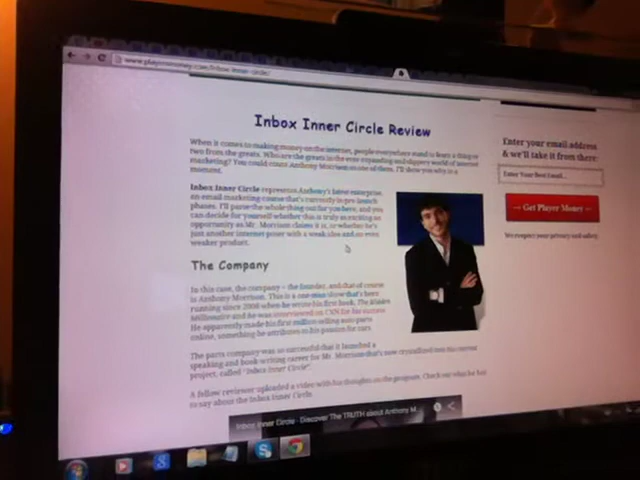 www.playermoney.com/inbox-inner-circle/
Inbox Inner Circle Review
When it comes to making money on the internet, people everywhere stand to learn a thing or
two from the greats. Who are the greats in the ever expanding and slippery world of internet
marketing? You could count Anthony Morrison as one of them. I'll show you why in a
moment.
Inbox Inner Circle represents Anthony's latest enterprise,
an email marketing course that's currently in pre-launch
phases. I'll parse the whole thing out for you here, and you
can decide for yourself whether this is truly as exciting an
opportunity as Mr. Morrison claims it is, or whether he's
just another internet poser with a weak idea and an even
weaker product.
The Company
In this case, the company – the founder, and that of course
is Anthony Morrison. This is a one-man show that's been
running since 2008 when he wrote his first book, The Hidden
Millionaire and he was interviewed on CNN for his success.
He apparently made his first million selling auto parts
online, something he attributes to his passion for cars.
The parts company was so successful that it launched a
speaking and book writing career for Mr. Morrison that's now crystallized into this current
project, called "Inbox Inner Circle".
A fellow reviewer uploaded a video with his thoughts on the program. Check out what he had
to say about the Inbox Inner Circle.
Inbox Inner Circle - Discover The TRUTH about Anthony M...
Enter your email address
& we'll take it from there:
Enter Your Best Email...
Get Player Money
We respect your privacy and safety